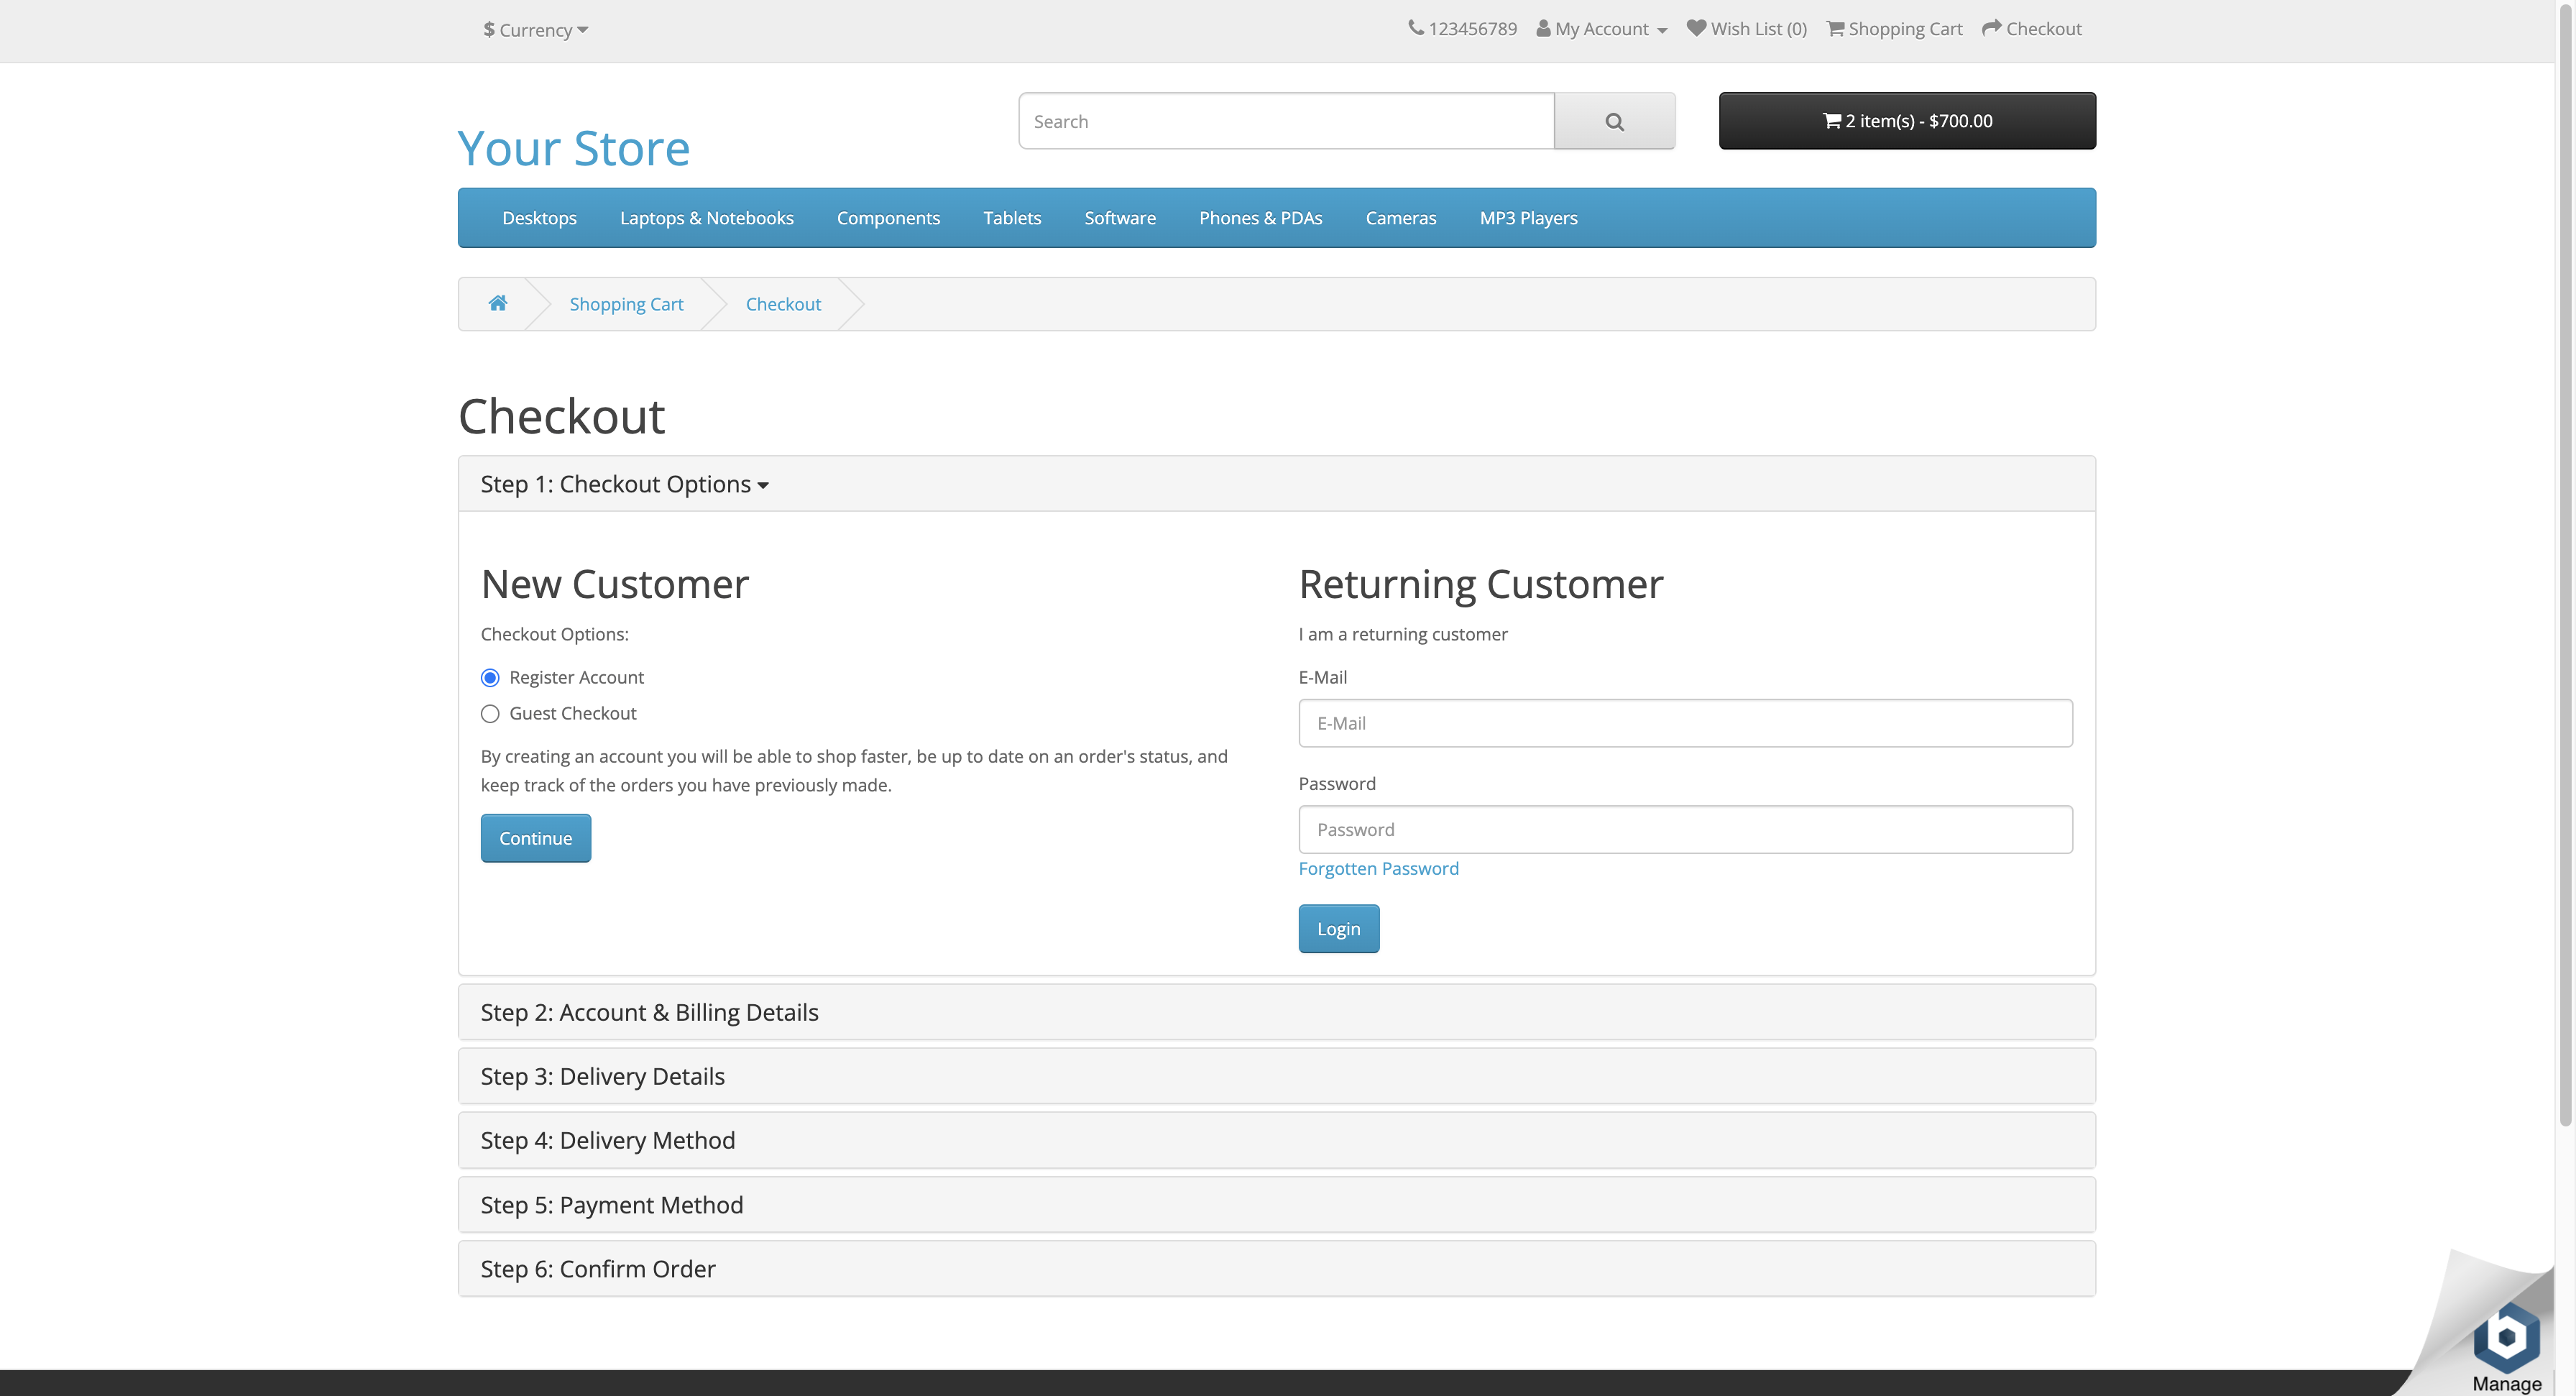 $ Currency
123456789 My Account Wish List (0) Shopping Cart Checkout
Your Store
Search
2 item(s) - $700.00
Desktops Laptops & Notebooks Components Tablets Software Phones & PDAs Cameras MP3 Players
Shopping Cart Checkout
Checkout
Step 1: Checkout Options
New Customer
Checkout Options:
Register Account
Guest Checkout
By creating an account you will be able to shop faster, be up to date on an order's status, and
keep track of the orders you have previously made.
Continue
Returning Customer
I am a returning customer
E-Mail
E-Mail
Password
Password
Forgotten Password
Login
Step 2: Account & Billing Details
Step 3: Delivery Details
Step 4: Delivery Method
Step 5: Payment Method
Step 6: Confirm Order
b
Manage